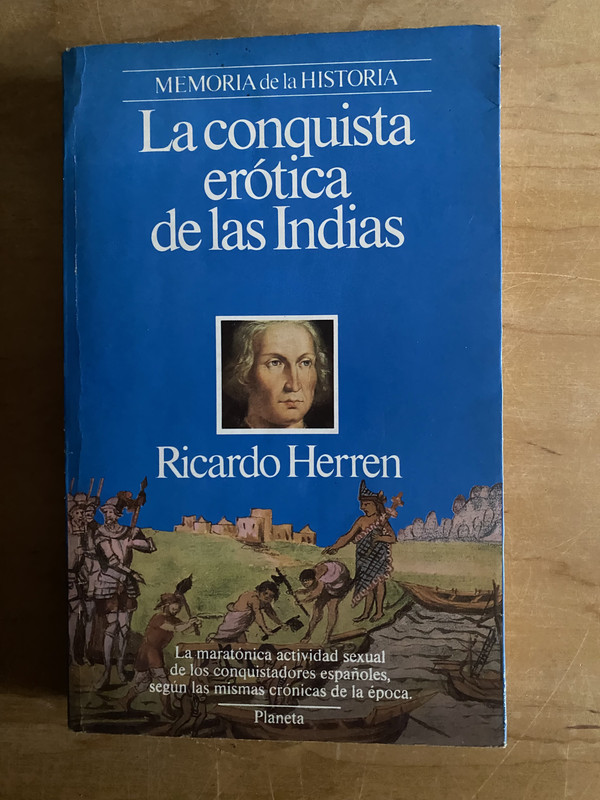 MEMORIA de la HISTORIA
La conquista
erótica
de las Indias
Ricardo Herren
La maratónica actividad sexual
de los conquistadores españoles,
según las mismas crónicas de la época.
Planeta